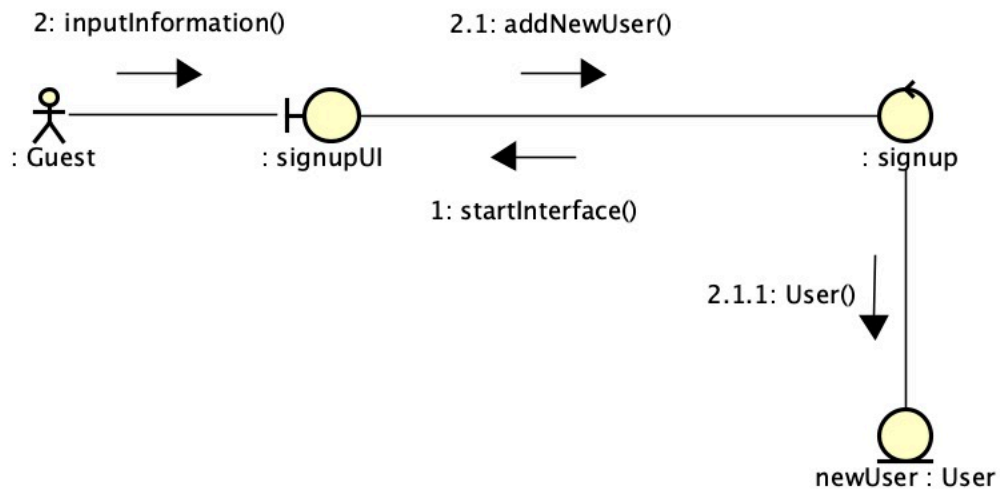 2: inputInformation()
2.1: addNewUser()
: Guest
: signupUI
: signup
1: startInterface()
2.1.1: User()
newUser : User